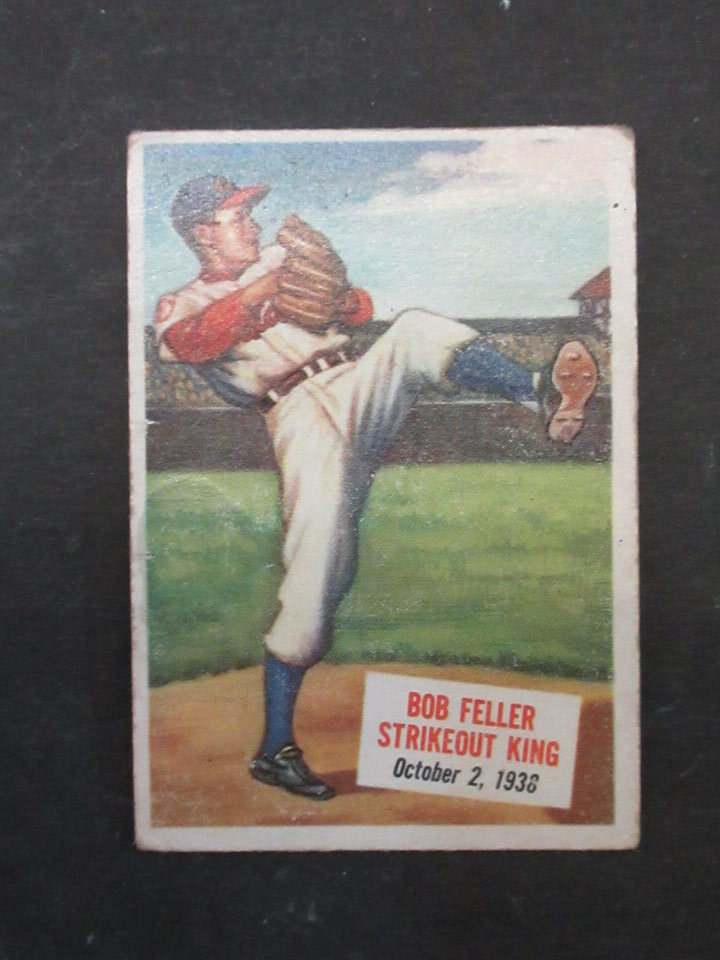 BOB FELLER
STRIKEOUT KING
October 2, 1938